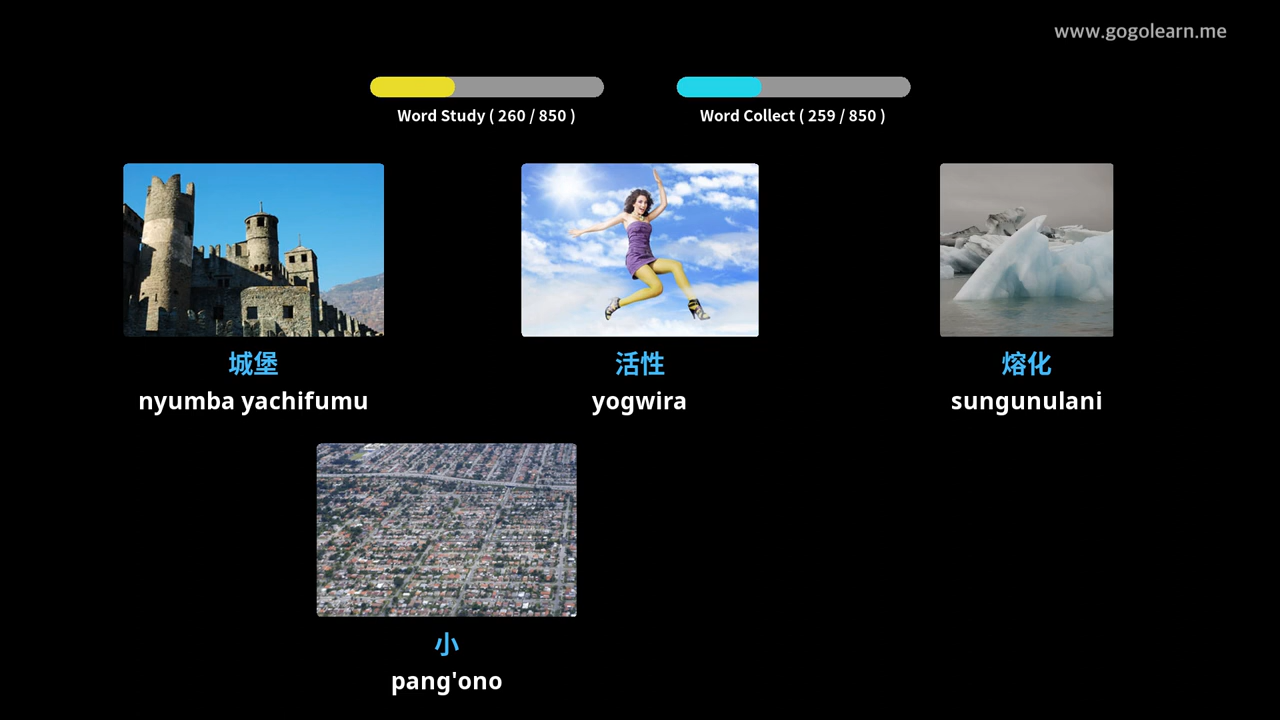 www.gogolearn.me
Word Study ( 260 / 850 )
Word Collect ( 259 / 850 )
城堡
nyumba yachifumu
活性
yogwira
熔化
sungunulani
小
pang'ono